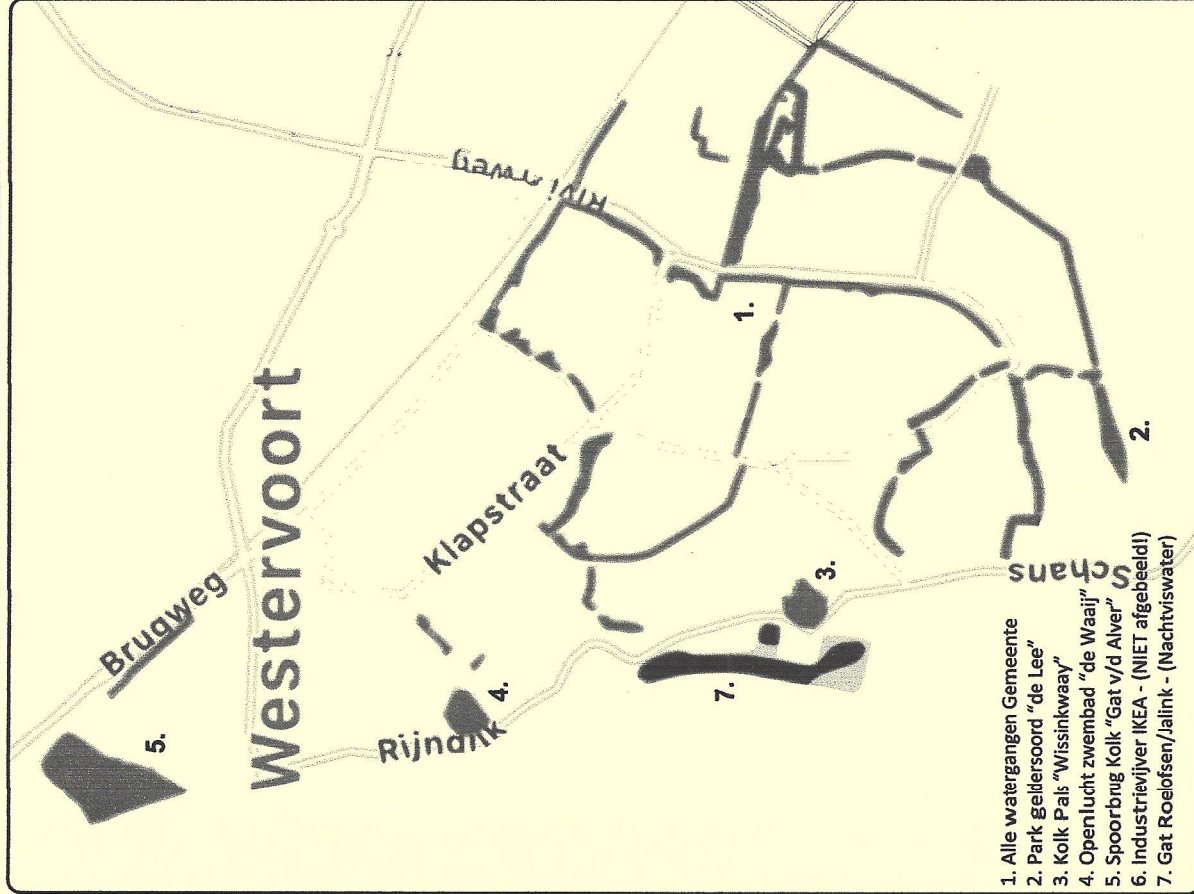 Westervoort
Brugweg
Rivierweg
Klapstraat
Rijndijk
Schans
1.
2.
3.
4.
5.
7.
1. Alle watergangen Gemeente
2. Park geldersoord "de Lee"
3. Kolk Pals "Wissinkwaay"
4. Openlucht zwembad "de Waaij"
5. Spoorbrug Kolk "Gat v/d Alver"
6. Industrievijver IKEA - (NIET afgebeeld!)
7. Gat Roelofsen/Jalink - (Nachtviswater)